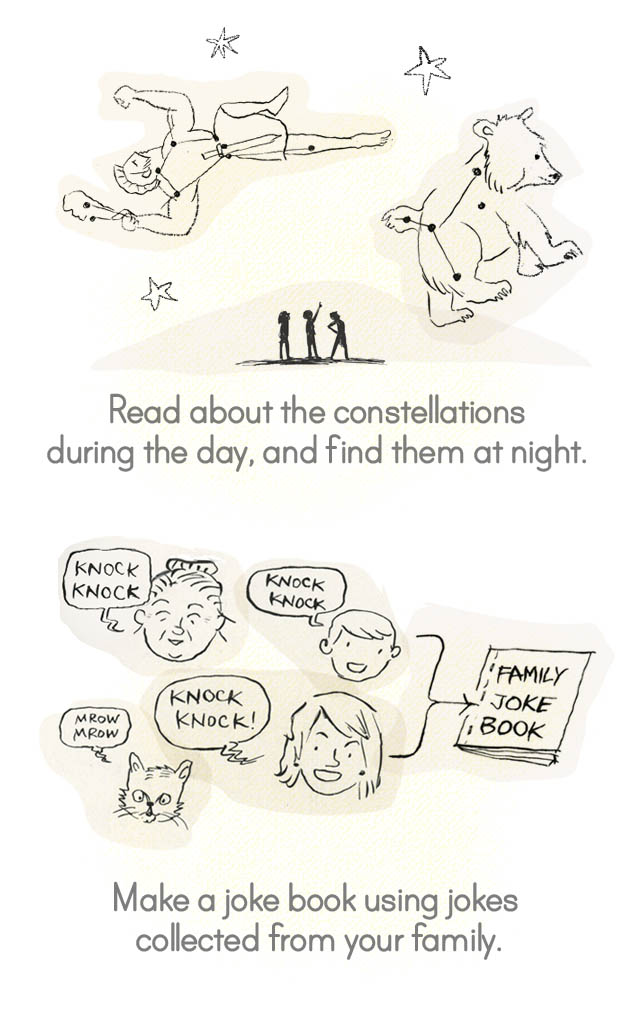 Read about the constellations
during the day, and find them at night.
KNOCK
KNOCK
KNOCK
KNOCK
FAMILY
JOKE
BOOK
KNOCK
KNOCK!
MROW
MROW
Make a joke book using jokes
collected from your family.